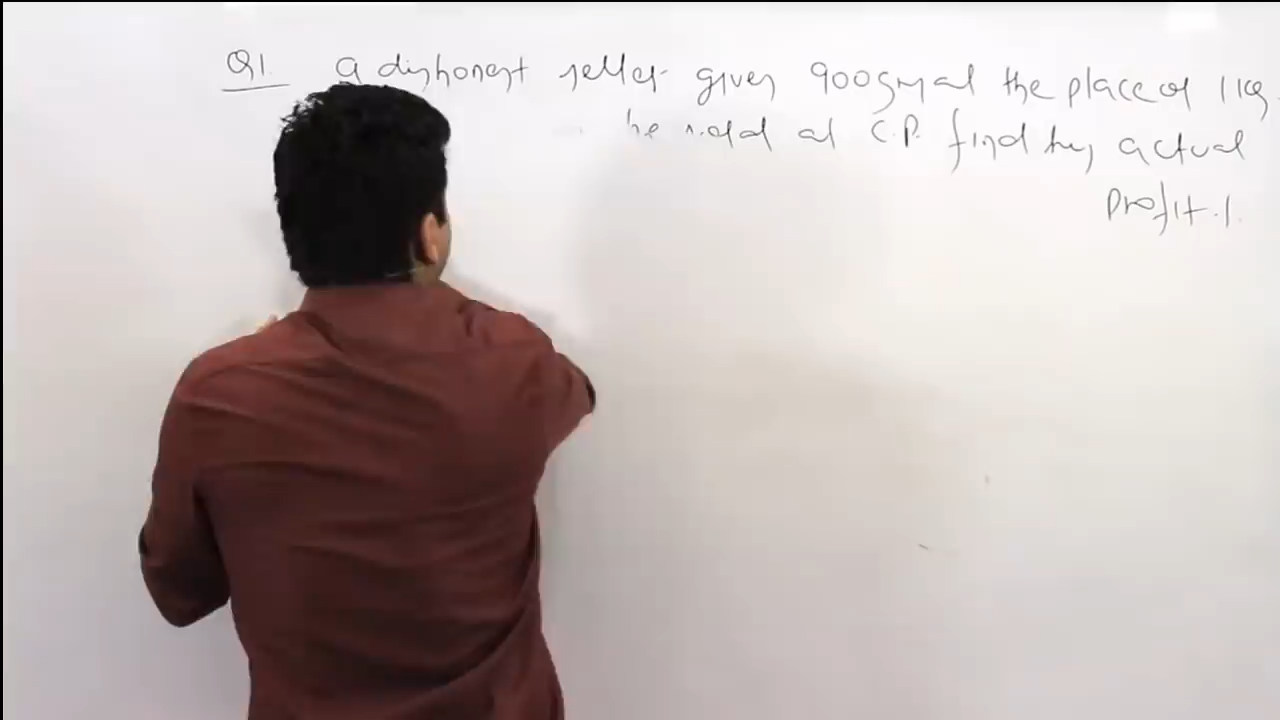 Q1. A dishonest seller gives 900gm at the place of 1kg.
he sold at C.P. find his actual
Profit.%